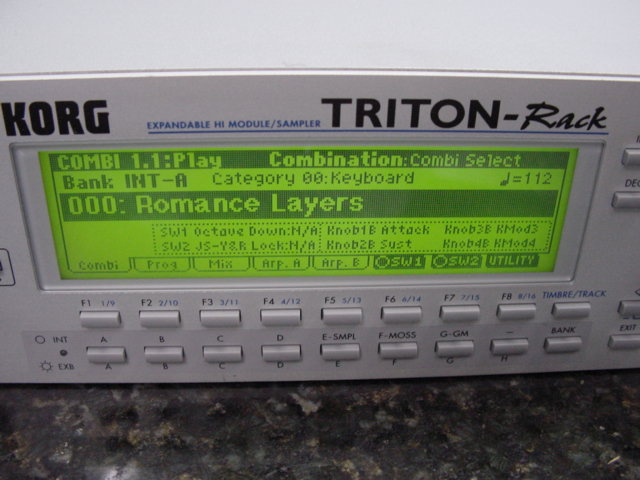 KORG EXPANDABLE HI MODULE/SAMPLER TRITON-Rack
COMBI 1.1:Play Combination:Combi Select
Bank INT-A Category 00:Keyboard ♩=112
000: Romance Layers
SW1 Octave Down:N/A Knob1B Attack Knob3B KMod3
SW2 JS-Y&R Lock:N/A Knob2B Sust Knob4B KMod4
Combi Prog Mix Arp. A Arp. B SW1 SW2 UTILITY
F1 1/9 F2 2/10 F3 3/11 F4 4/12 F5 5/13 F6 6/14 F7 7/15 F8 8/16 TIMBRE/TRACK
INT A B C D E-SMPL F-MOSS G-GM — BANK EXIT
EXB A B C D E F G H
DEC